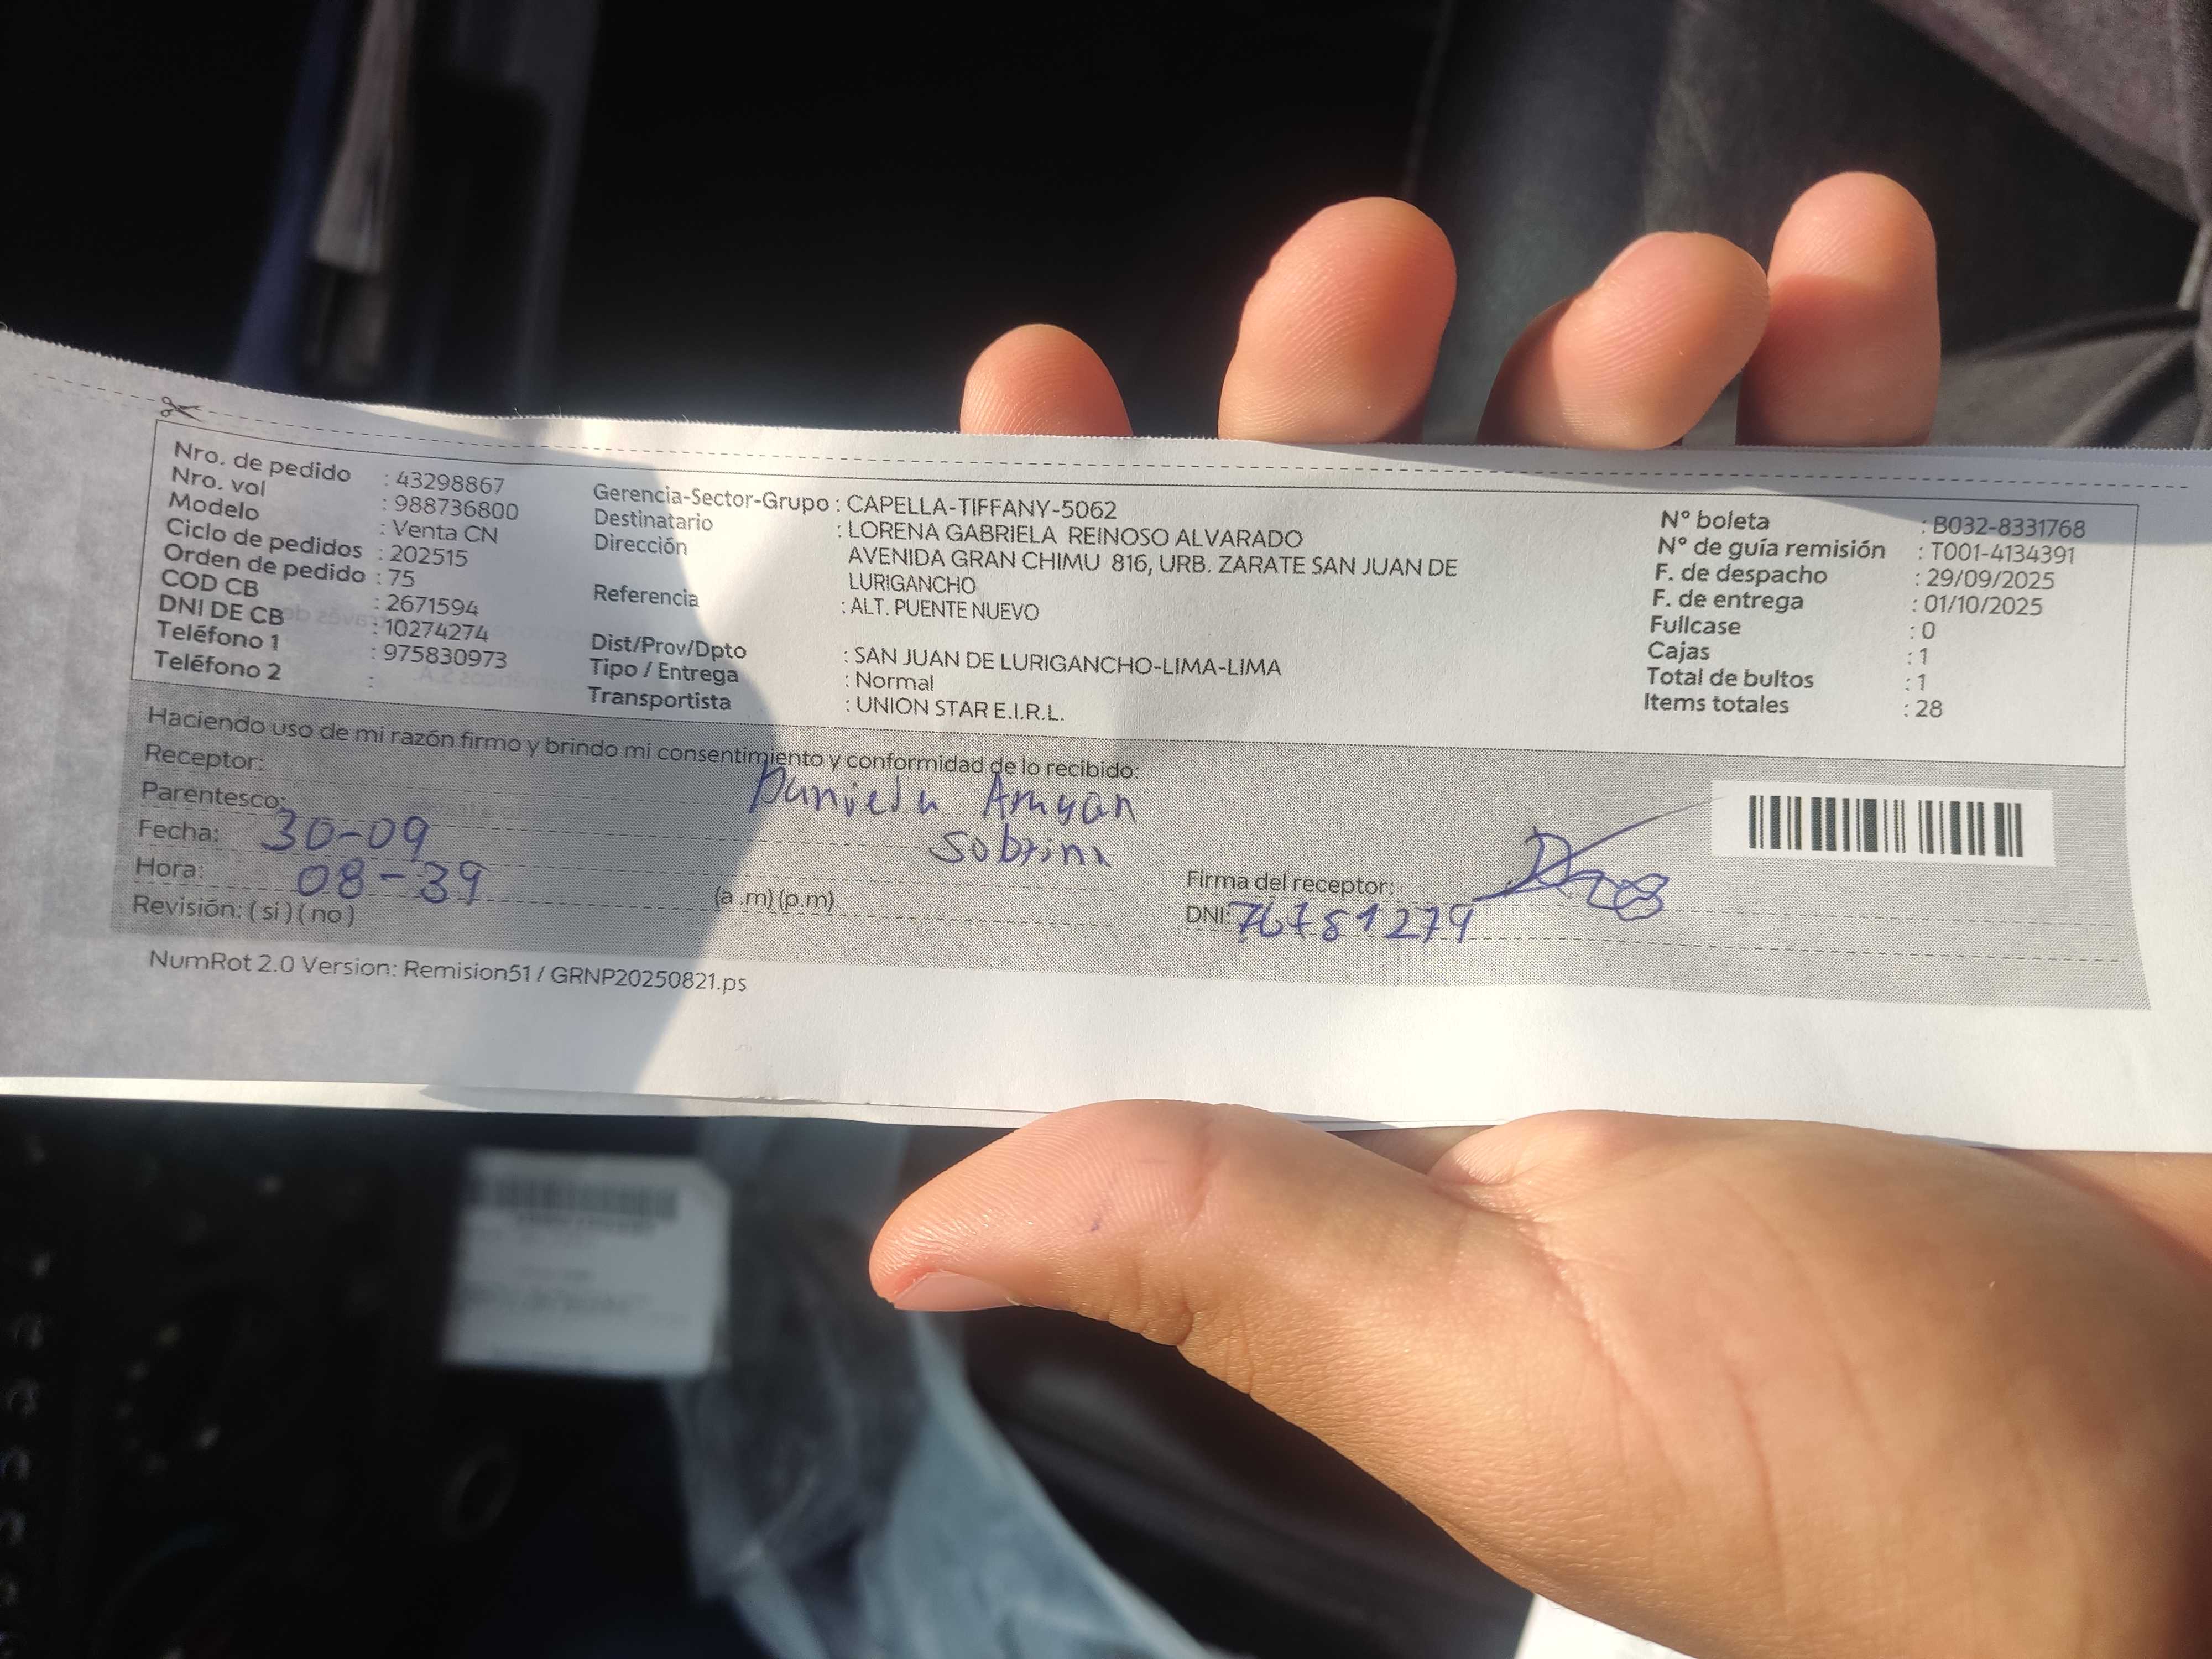 Nro. de pedido : 43298867
Nro. vol : 988736800
Modelo : Venta CN
Ciclo de pedidos : 202515
Orden de pedido : 75
COD CB : 2671594
DNI DE CB : 10274274
Teléfono 1 : 975830973
Teléfono 2 :
Gerencia-Sector-Grupo : CAPELLA-TIFFANY-5062
Destinatario : LORENA GABRIELA REINOSO ALVARADO
Dirección AVENIDA GRAN CHIMU 816, URB. ZARATE SAN JUAN DE
LURIGANCHO
Referencia : ALT. PUENTE NUEVO
Dist/Prov/Dpto : SAN JUAN DE LURIGANCHO-LIMA-LIMA
Tipo / Entrega : Normal
Transportista : UNION STAR E.I.R.L.
N° boleta : B032-8331768
N° de guía remisión : T001-4134391
F. de despacho : 29/09/2025
F. de entrega : 01/10/2025
Fullcase : 0
Cajas : 1
Total de bultos : 1
Items totales : 28
Haciendo uso de mi razón firmo y brindo mi consentimiento y conformidad de lo recibido:
Receptor: Daniela
Parentesco: Sobrina
Fecha: 30-09
Hora: 08-39 (a .m) (p.m)
Revisión: ( si ) ( no )
Firma del receptor:
DNI: 76781279
NumRot 2.0 Version: Remision51 / GRNP20250821.ps